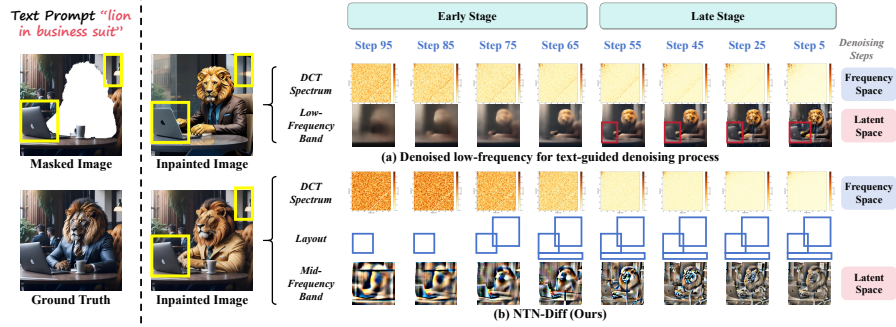 Text Prompt “lion
in business suit”
Masked Image
Inpainted Image
Ground Truth
Inpainted Image
Early Stage
Late Stage
Step 95
Step 85
Step 75
Step 65
Step 55
Step 45
Step 25
Step 5
Denoising
Steps
DCT
Spectrum
Frequency
Space
Low-
Frequency
Band
Latent
Space
(a) Denoised low-frequency for text-guided denoising process
DCT
Spectrum
Frequency
Space
Layout
Mid-
Frequency
Band
Latent
Space
(b) NTN-Diff (Ours)